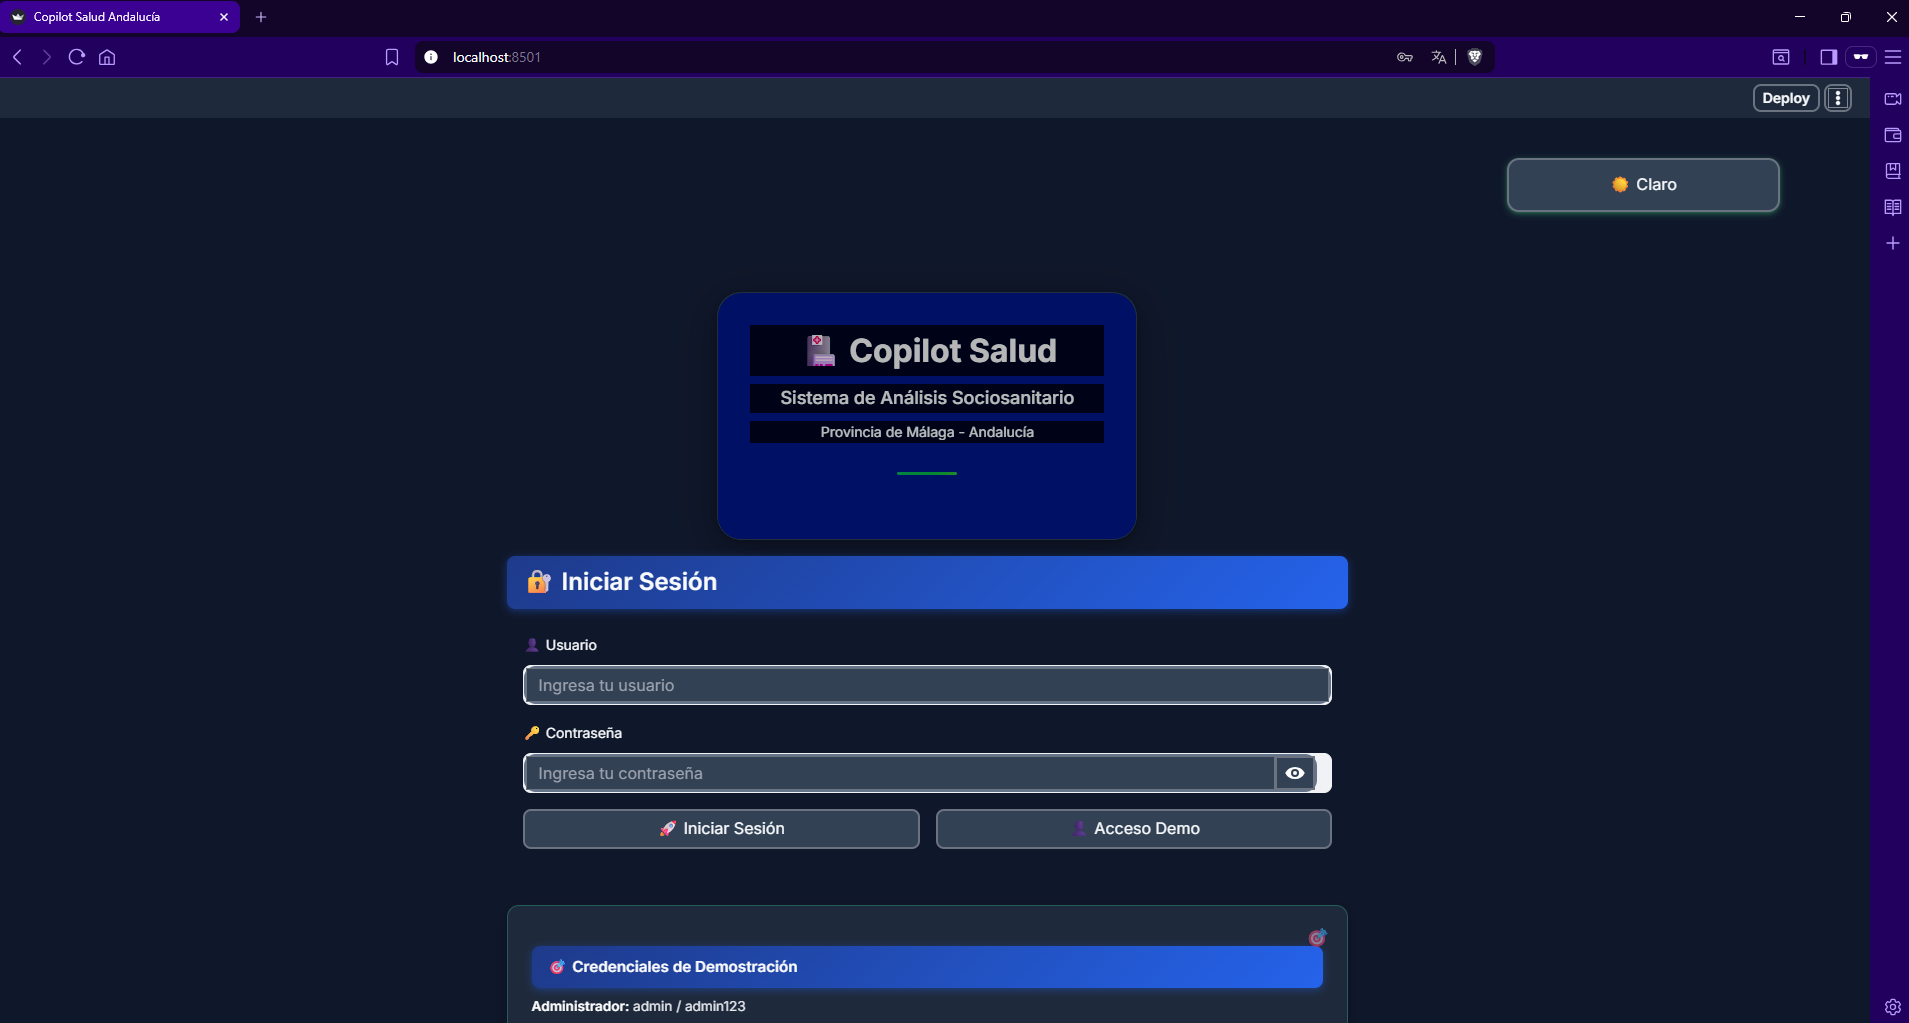 Copilot Salud Andalucía
localhost:8501
Deploy
Claro
Copilot Salud
Sistema de Análisis Sociosanitario
Provincia de Málaga - Andalucía
Iniciar Sesión
Usuario
Ingresa tu usuario
Contraseña
Ingresa tu contraseña
Iniciar Sesión
Acceso Demo
Credenciales de Demostración
Administrador: admin / admin123